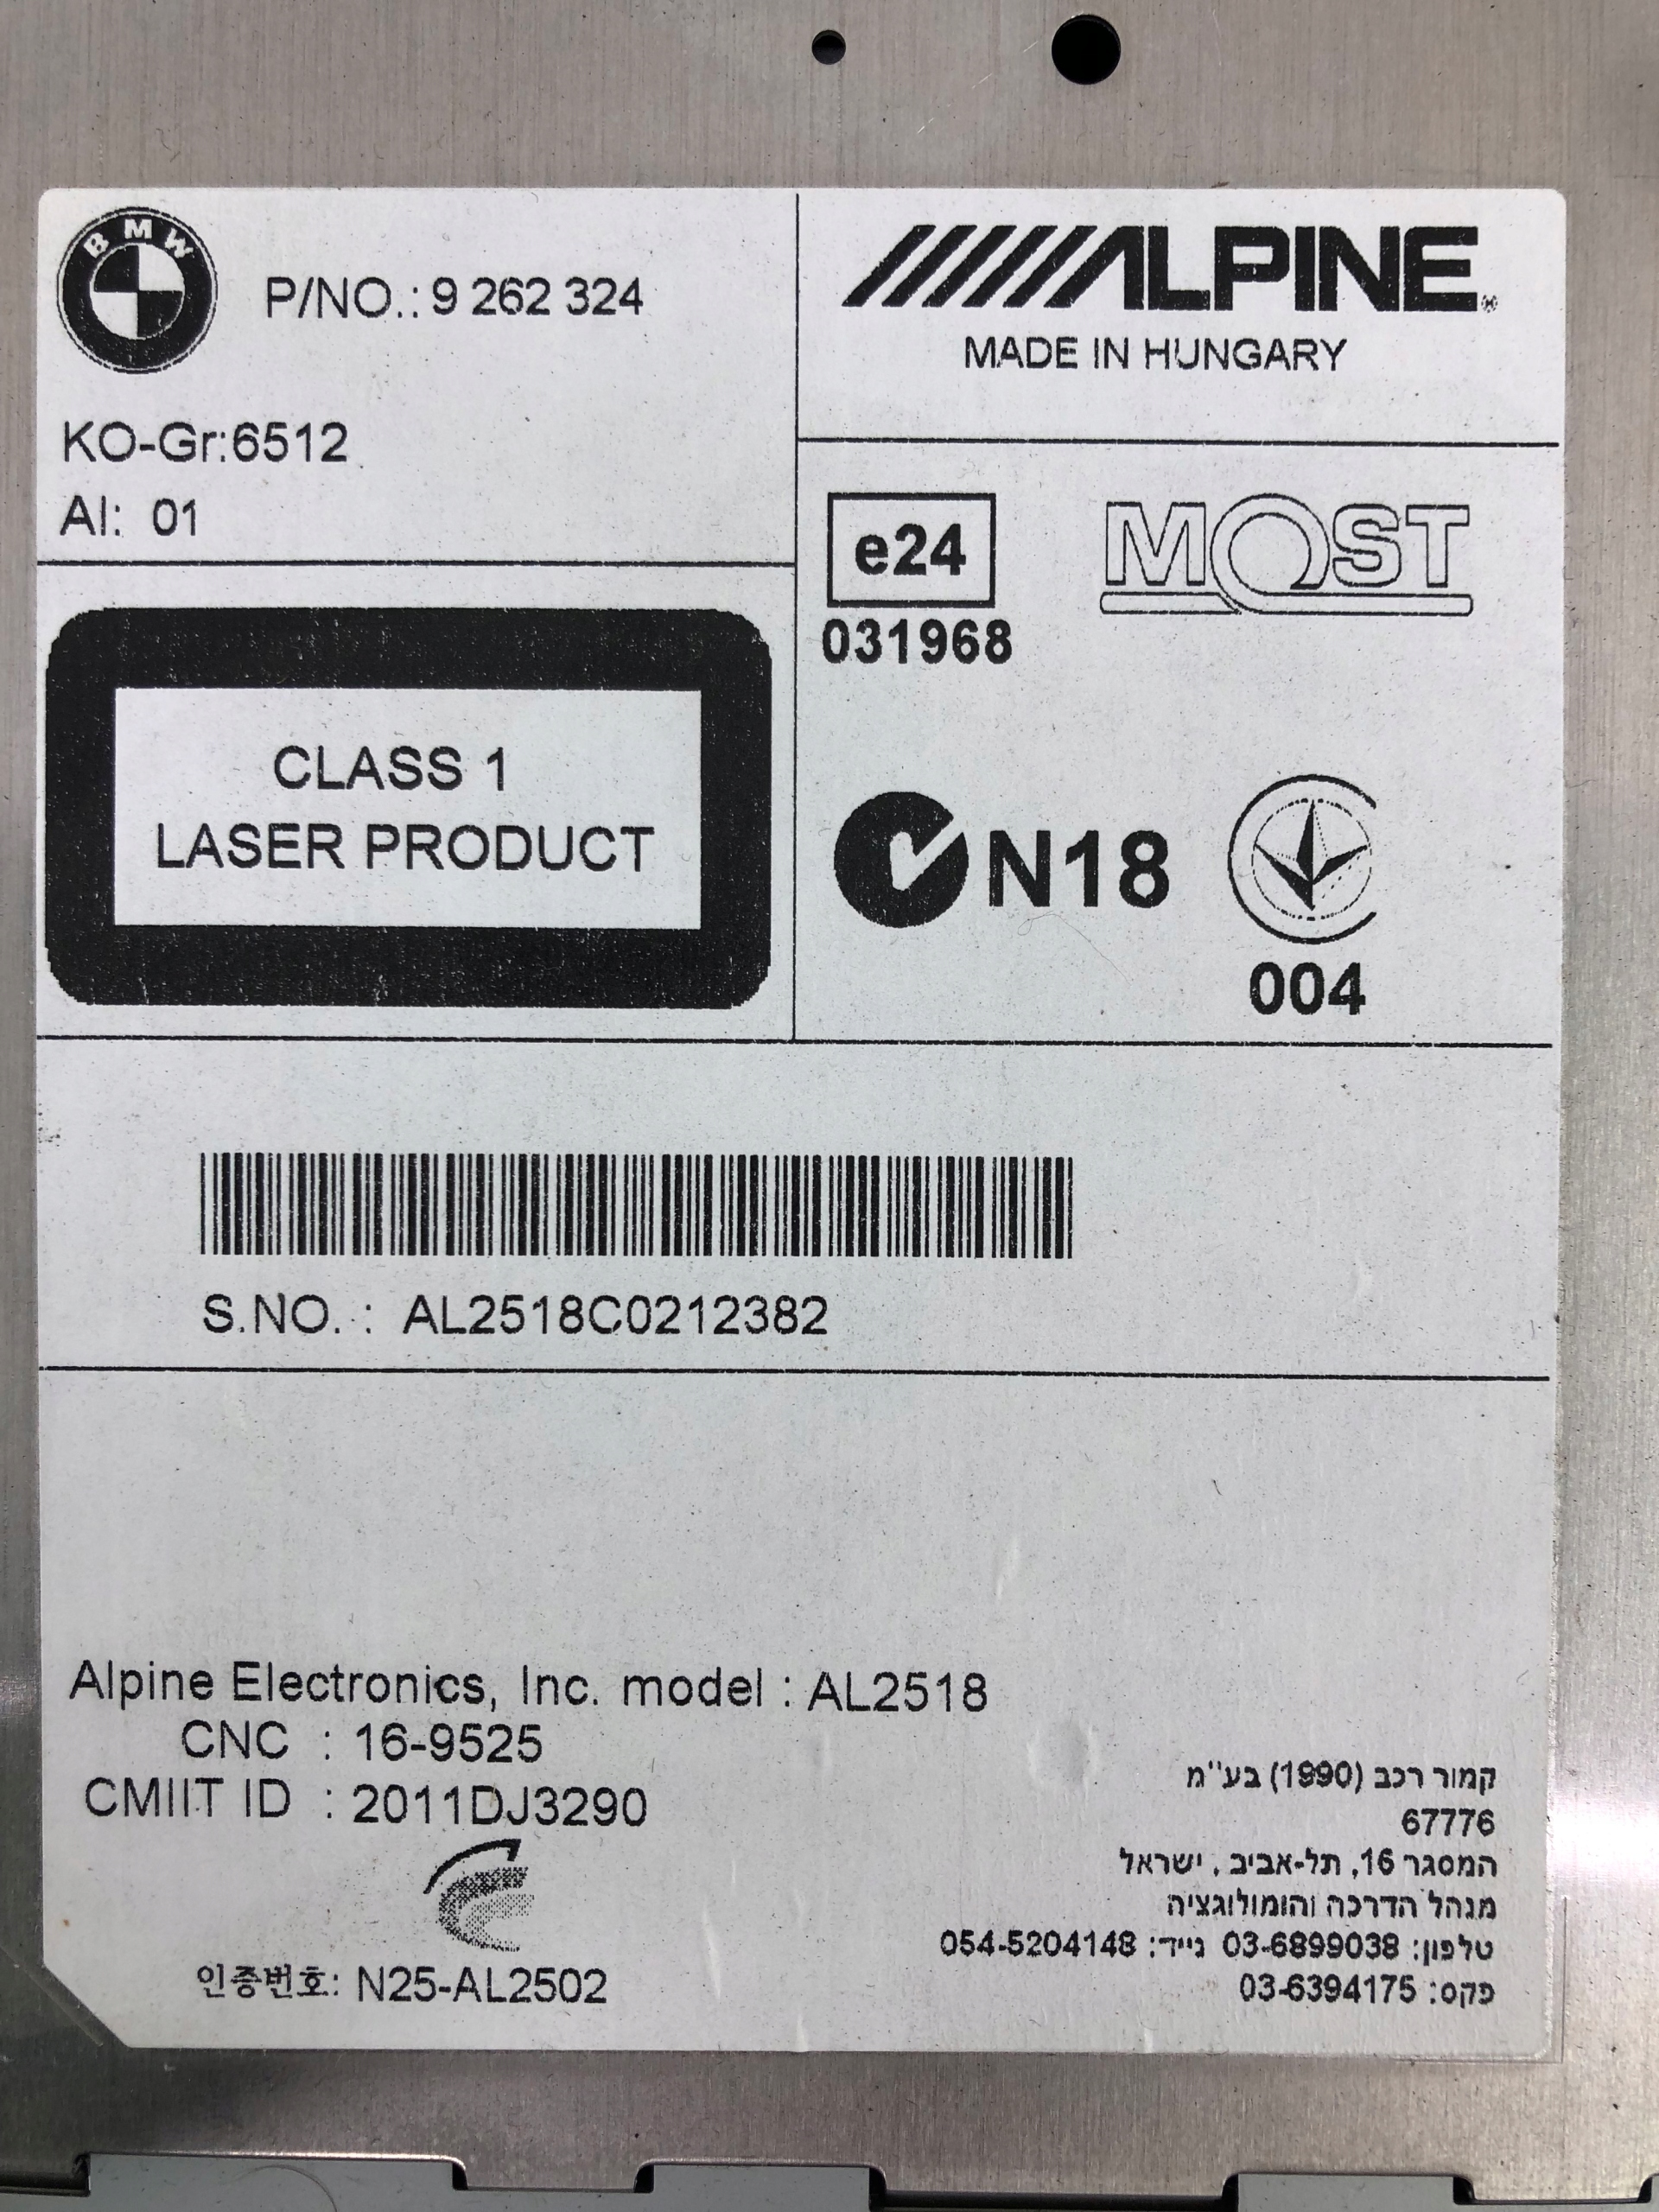 BMW
P/NO.: 9 262 324
KO-Gr:6512
AI: 01
ALPINE
MADE IN HUNGARY
e24
031968
MOST
CLASS 1
LASER PRODUCT
N18
004
S.NO. : AL2518C0212382
Alpine Electronics, Inc. model : AL2518
CNC : 16-9525
CMIIT ID : 2011DJ3290
인증번호: N25-AL2502
קמור רכב (1990) בע''מ
67776
המסגר 16, תל-אביב, ישראל
מנהל הדרכה והומולוגציה
טלפון: 03-6899038 נייד: 054-5204148
פקס: 03-6394175